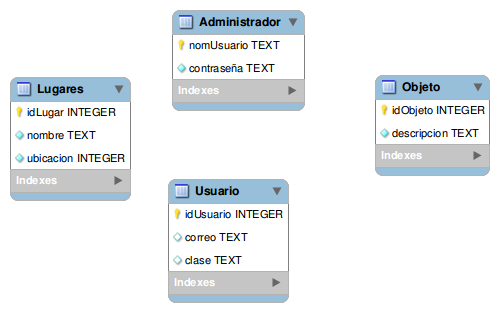 Administrador
nomUsuario TEXT
contraseña TEXT
Indexes
Lugares
idLugar INTEGER
nombre TEXT
ubicacion INTEGER
Indexes
Objeto
idObjeto INTEGER
descripcion TEXT
Indexes
Usuario
idUsuario INTEGER
correo TEXT
clase TEXT
Indexes